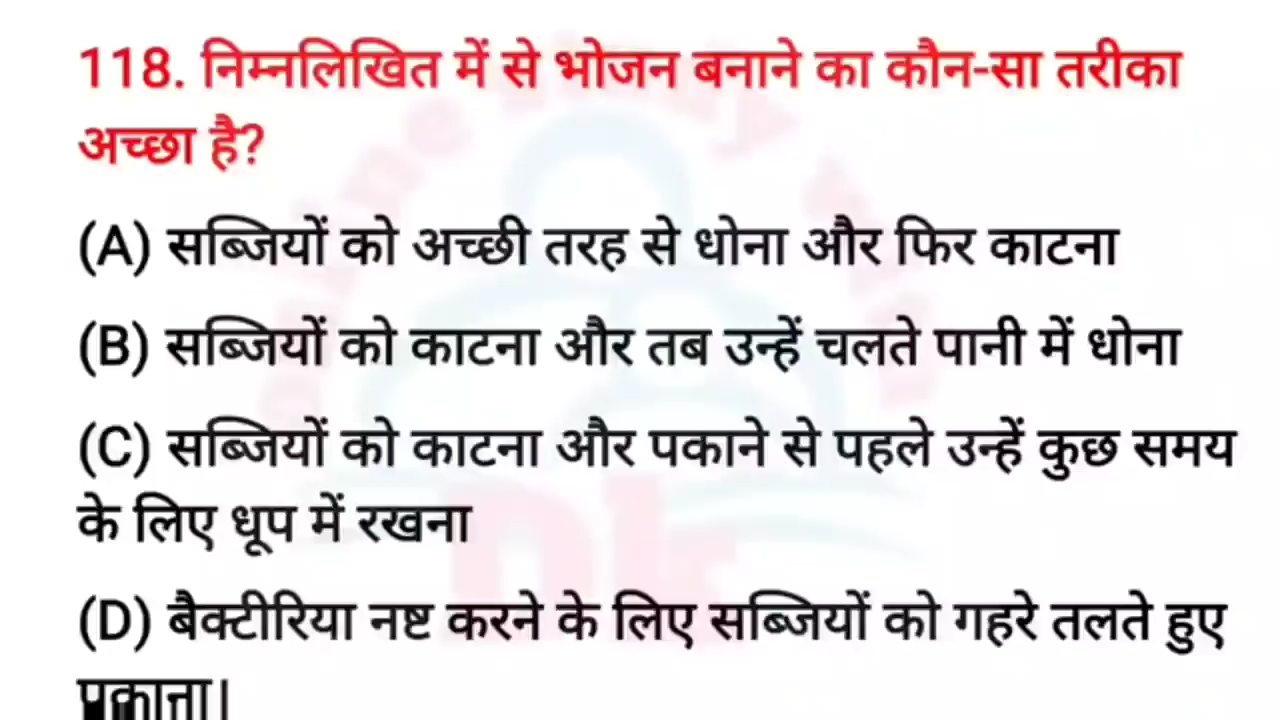 118. निम्नलिखित में से भोजन बनाने का कौन-सा तरीका
अच्छा है?
(A) सब्जियों को अच्छी तरह से धोना और फिर काटना
(B) सब्जियों को काटना और तब उन्हें चलते पानी में धोना
(C) सब्जियों को काटना और पकाने से पहले उन्हें कुछ समय
के लिए धूप में रखना
(D) बैक्टीरिया नष्ट करने के लिए सब्जियों को गहरे तलते हुए
पकाना।
Dk